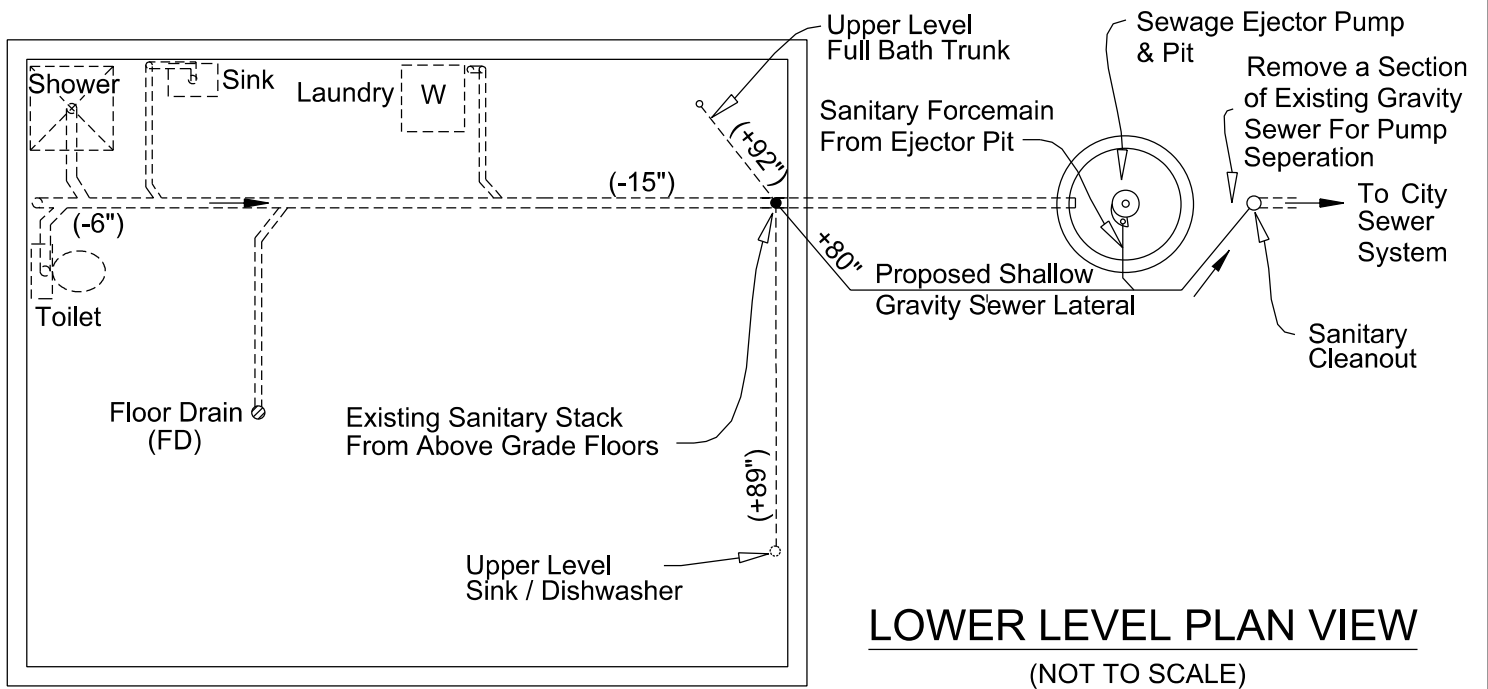 Upper Level
Full Bath Trunk
Sewage Ejector Pump
& Pit
Remove a Section
of Existing Gravity
Sewer For Pump
Seperation
Shower
Sink
Laundry
W
Sanitary Forcemain
From Ejector Pit
(+92")
(-15")
(-6")
To City
Sewer
System
+80"
Proposed Shallow
Gravity Sewer Lateral
Toilet
Sanitary
Cleanout
Floor Drain
(FD)
Existing Sanitary Stack
From Above Grade Floors
(+89")
Upper Level
Sink / Dishwasher
LOWER LEVEL PLAN VIEW
(NOT TO SCALE)